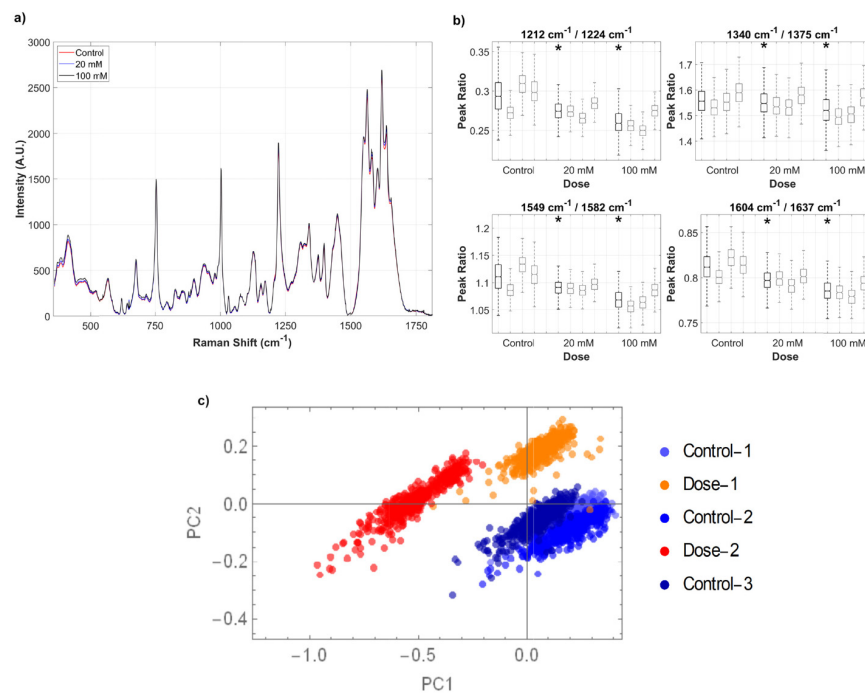 a)
3000
2500
2000
1500
1000
500
0
Intensity (A.U.)
Control
20 mM
100 mM
500
750
1000
1250
1500
1750
Raman Shift (cm⁻¹)
b)
1212 cm⁻¹ / 1224 cm⁻¹
0.35
0.3
0.25
Peak Ratio
* *
Control 20 mM 100 mM
Dose
1340 cm⁻¹ / 1375 cm⁻¹
1.7
1.6
1.5
1.4
Peak Ratio
* *
Control 20 mM 100 mM
Dose
1549 cm⁻¹ / 1582 cm⁻¹
1.2
1.15
1.1
1.05
Peak Ratio
* *
Control 20 mM 100 mM
Dose
1604 cm⁻¹ / 1637 cm⁻¹
0.85
0.8
0.75
Peak Ratio
* *
Control 20 mM 100 mM
Dose
c)
0.2
0.0
−0.2
−0.4
PC2
−1.0 −0.5 0.0
PC1
Control−1
Dose−1
Control−2
Dose−2
Control−3